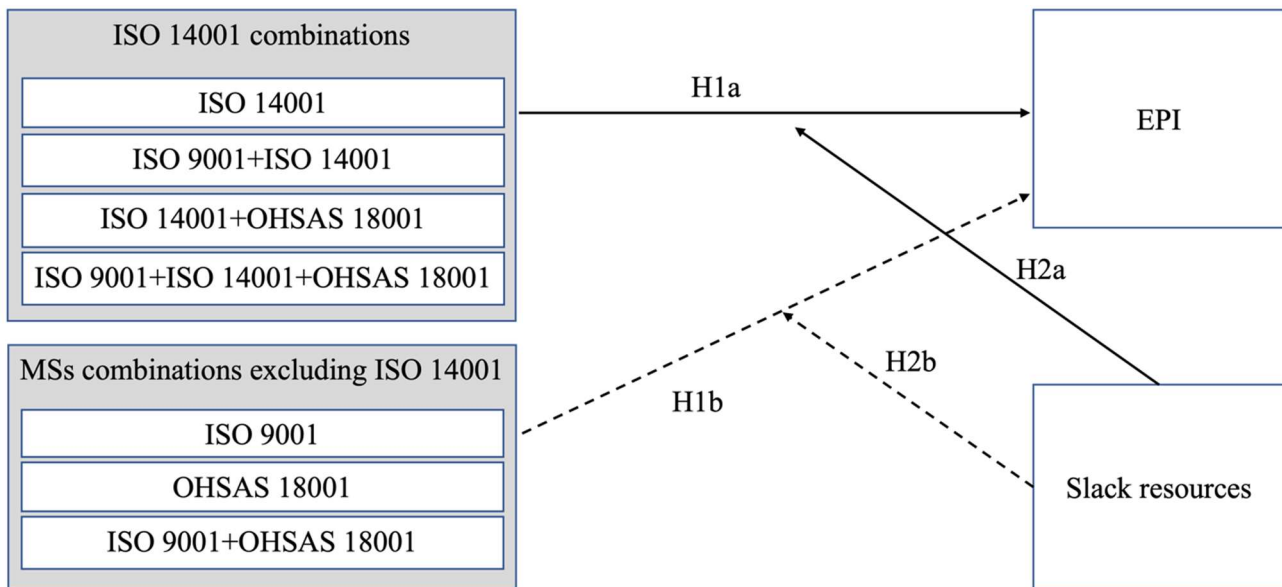 ISO 14001 combinations
ISO 14001
ISO 9001+ISO 14001
ISO 14001+OHSAS 18001
ISO 9001+ISO 14001+OHSAS 18001
MSs combinations excluding ISO 14001
ISO 9001
OHSAS 18001
ISO 9001+OHSAS 18001
H1a
H1b
H2a
H2b
EPI
Slack resources